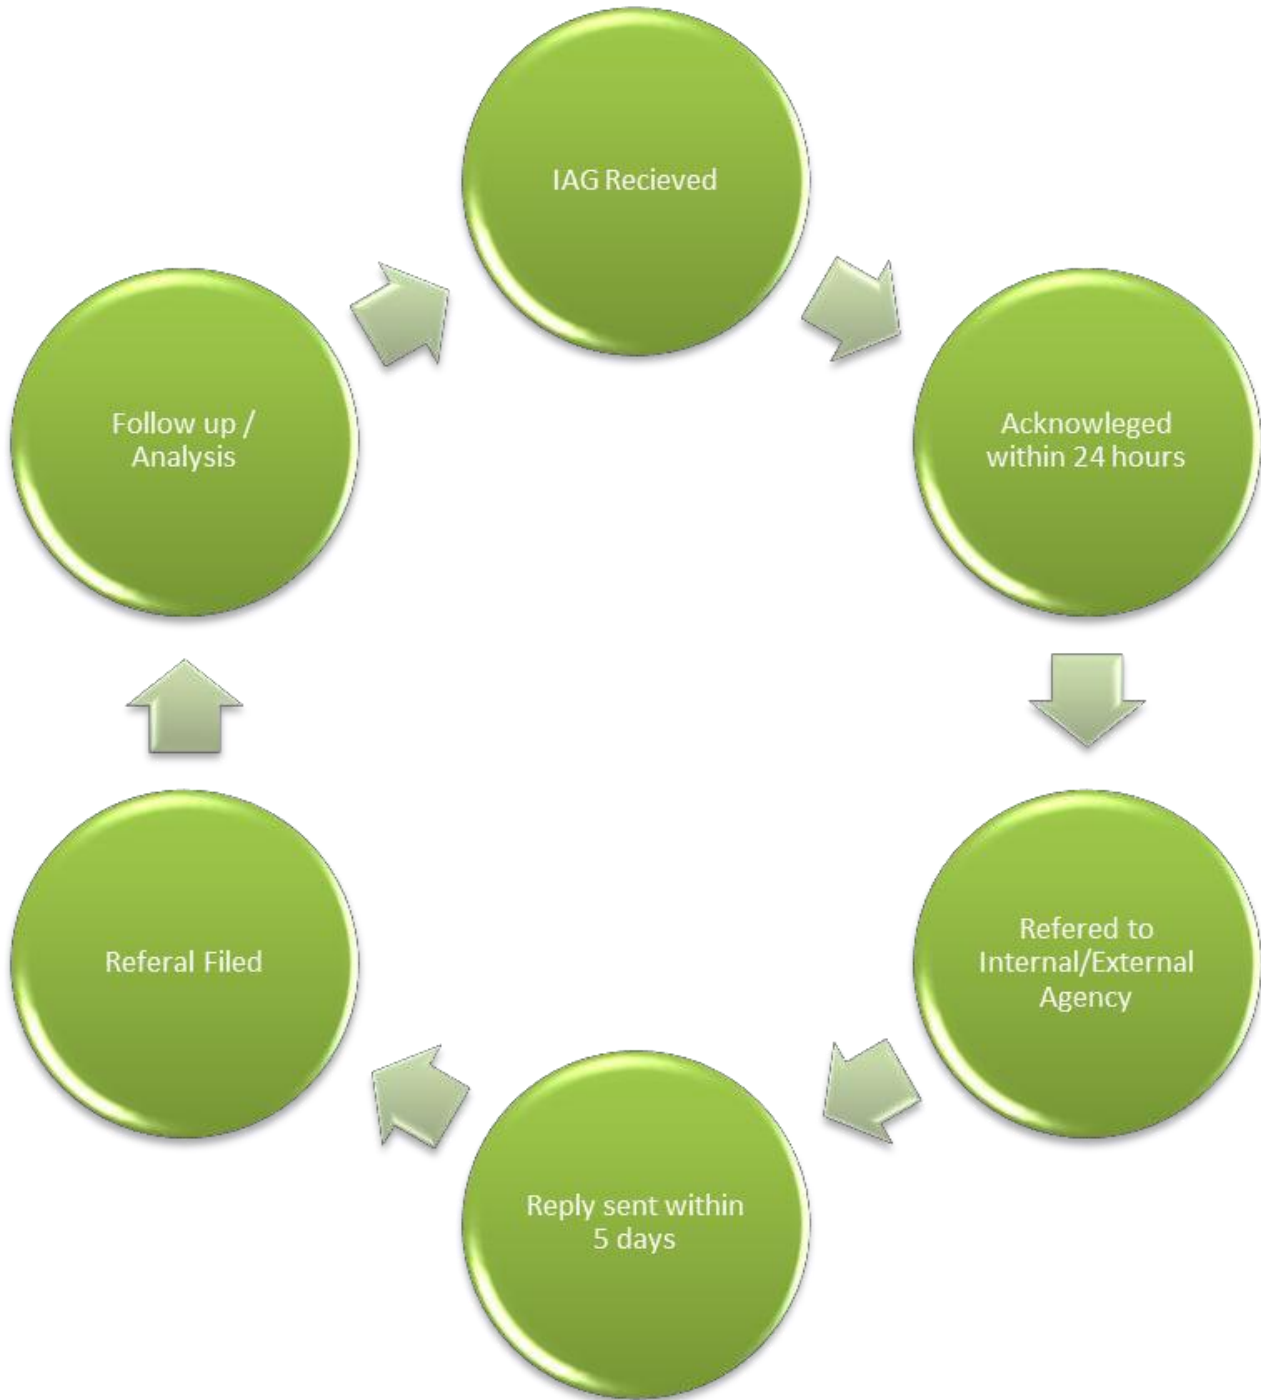 IAG Recieved
Acknowleged
within 24 hours
Refered to
Internal/External
Agency
Reply sent within
5 days
Referal Filed
Follow up /
Analysis